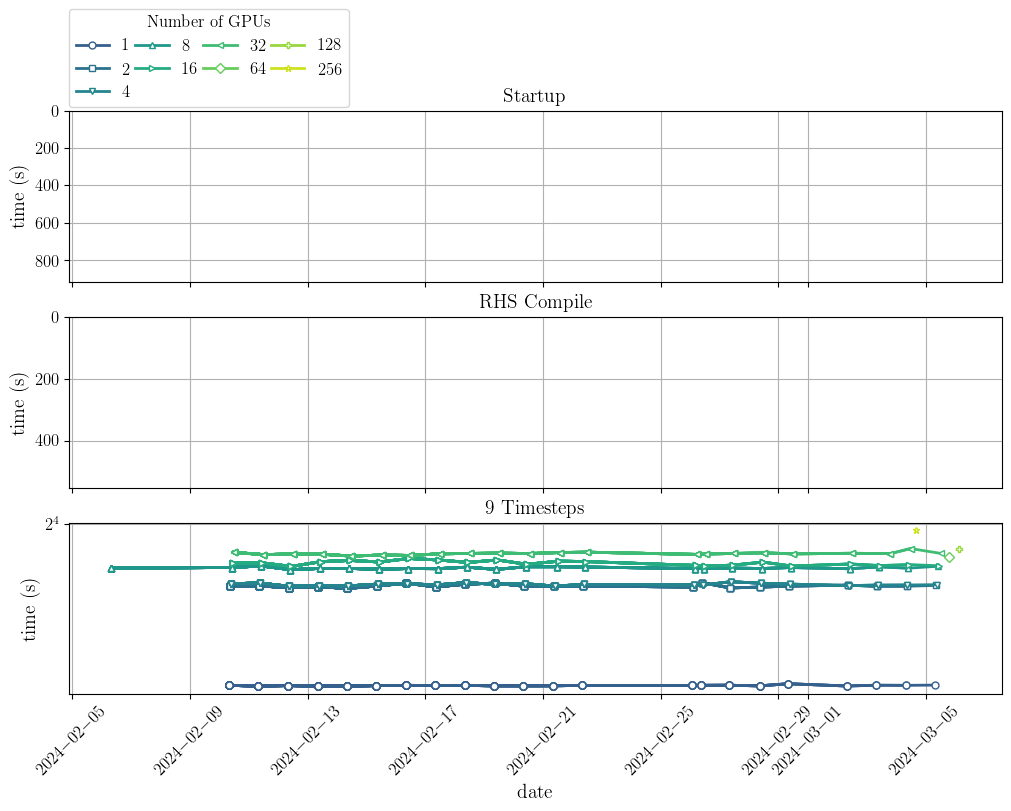 Number of GPUs
1 8 32 128
2 16 64 256
4
Startup
0
200
400
600
800
time (s)
RHS Compile
0
200
400
time (s)
9 Timesteps
2⁴
time (s)
2024−02−05 2024−02−09 2024−02−13 2024−02−17 2024−02−21 2024−02−25 2024−02−29 2024−03−01 2024−03−05
date